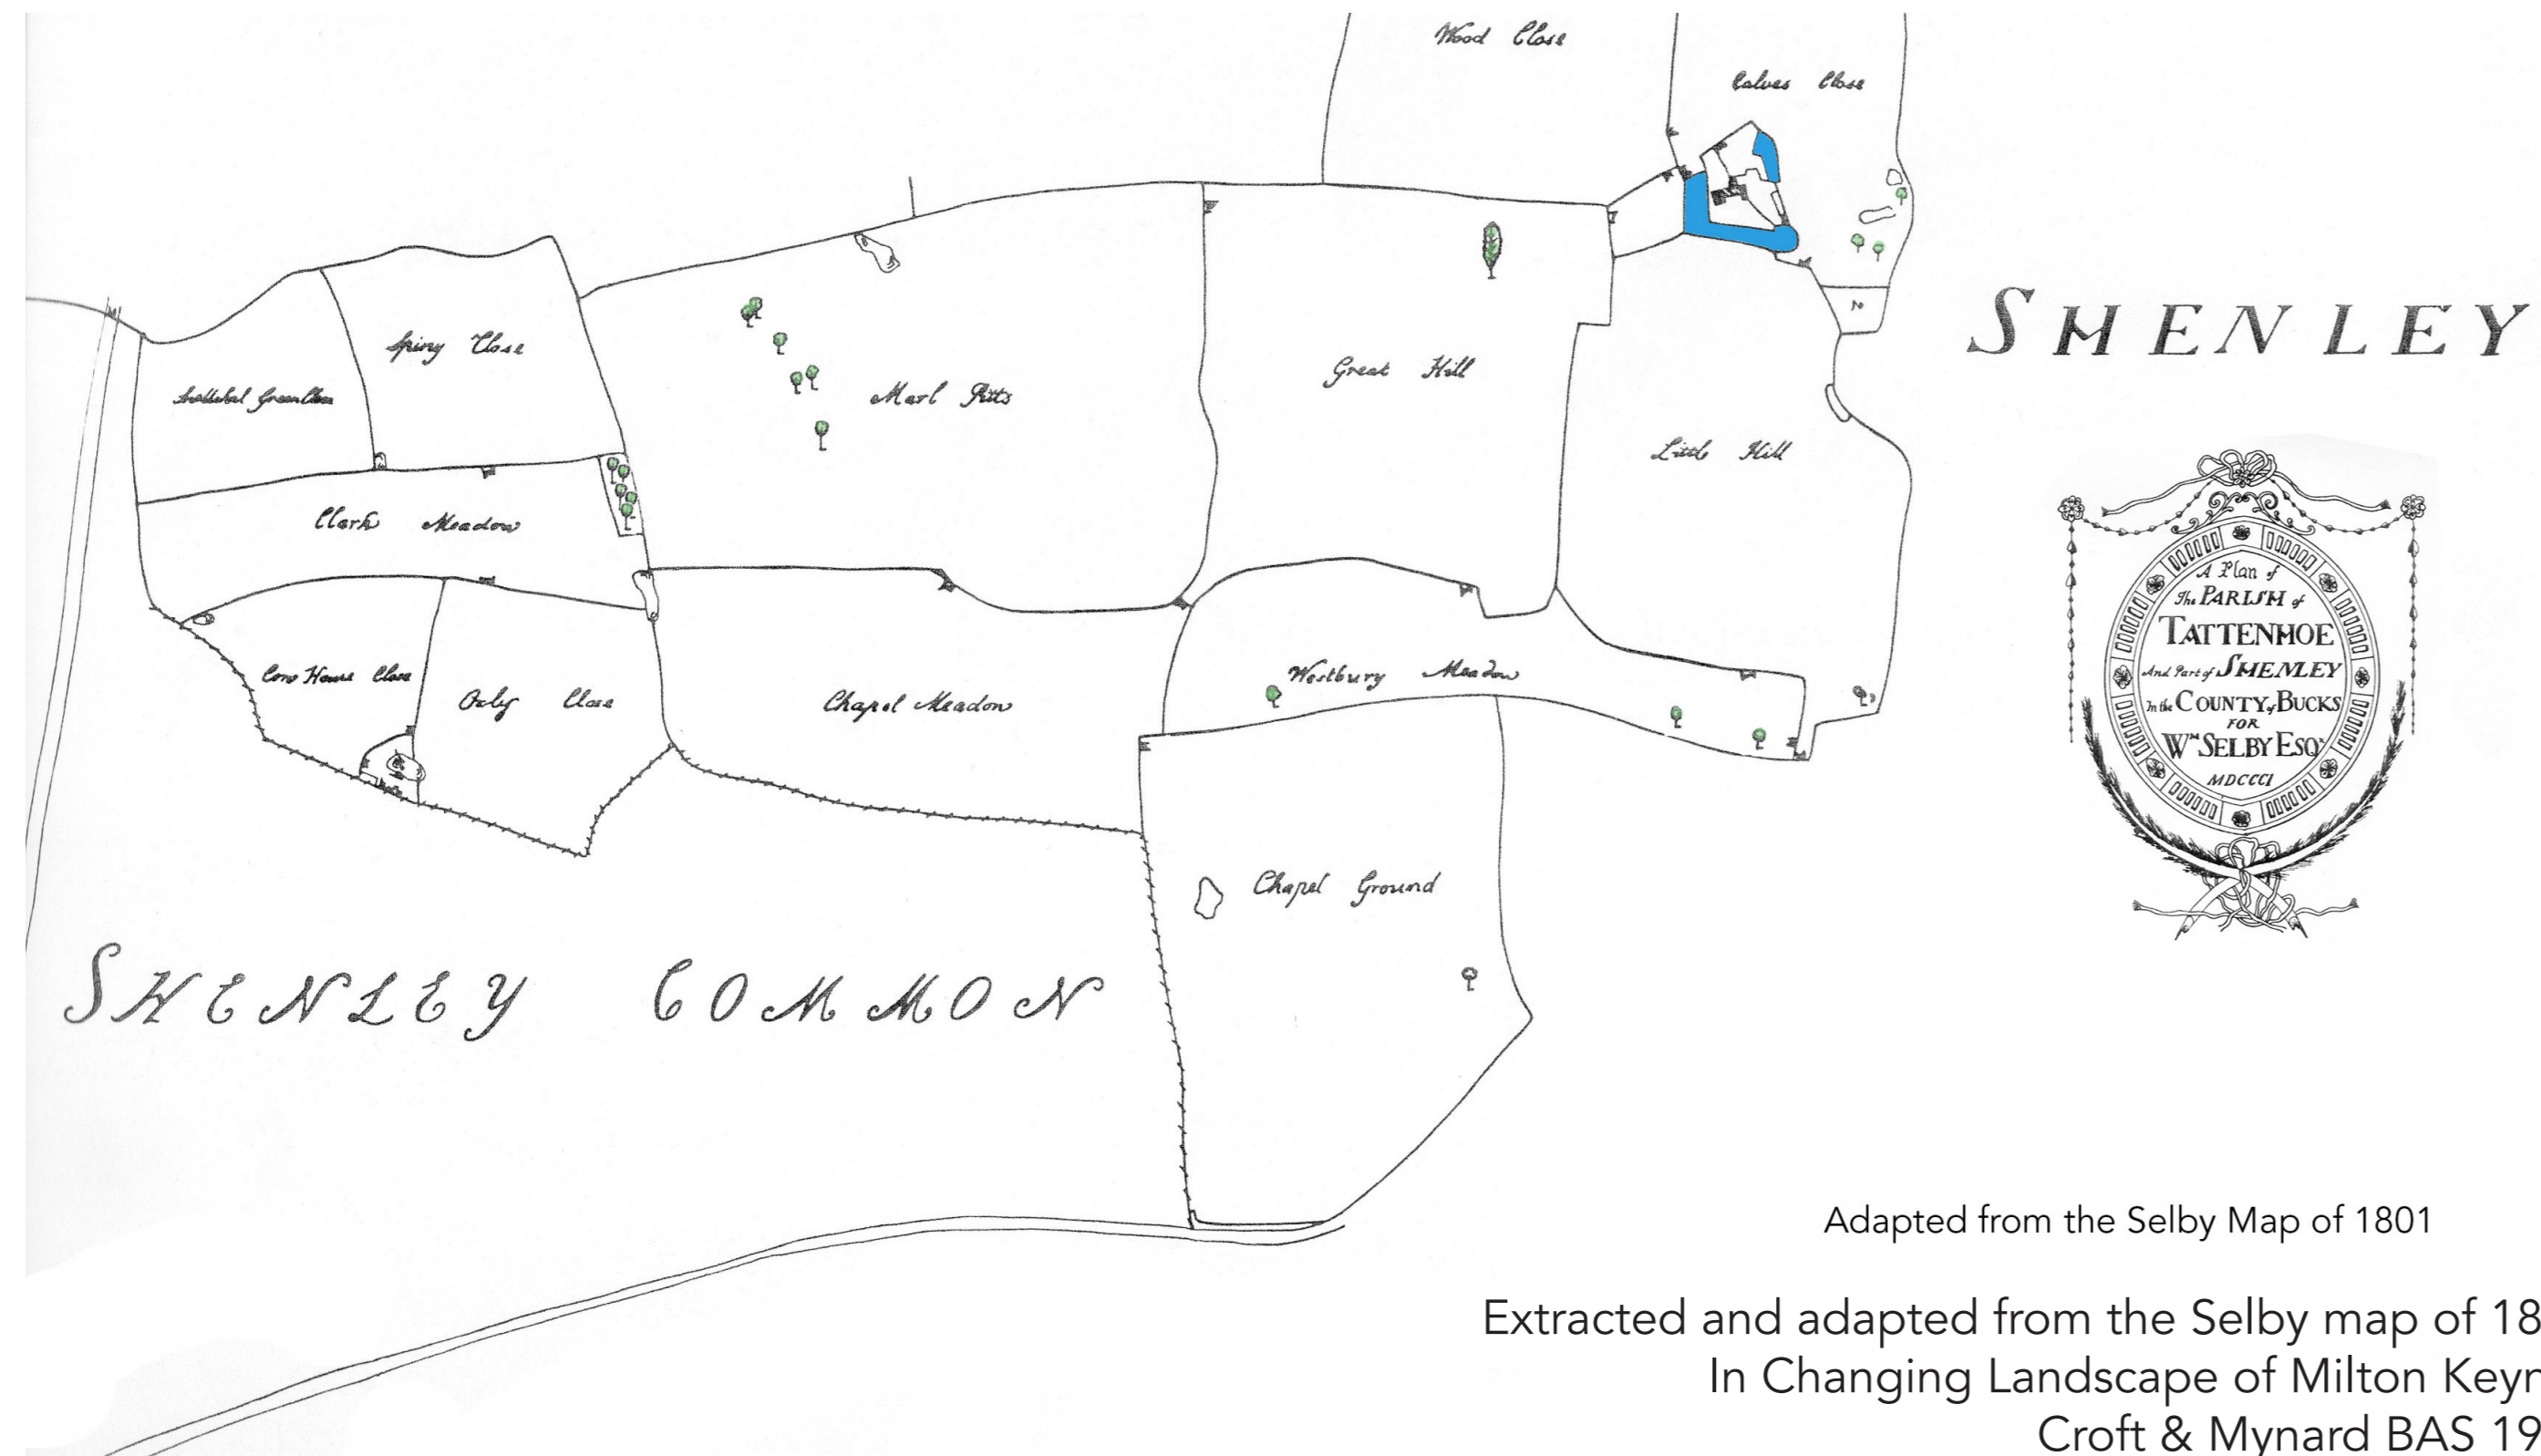 Wood Close
Calves Close
SHENLEY
Spiny Close
Marl Pitts
Great Hill
Little Hill
Clark Meadow
Cow House Close
Oxly Close
Chapel Meadow
Westbury Meadow
Chapel Ground
SHENLEY COMMON
A Plan of
The PARISH of
TATTENHOE
And Part of SHENLEY
In the COUNTY of BUCKS
FOR
Wm SELBY ESQr
MDCCCI
Adapted from the Selby Map of 1801
Extracted and adapted from the Selby map of 18
In Changing Landscape of Milton Keyn
Croft & Mynard BAS 19